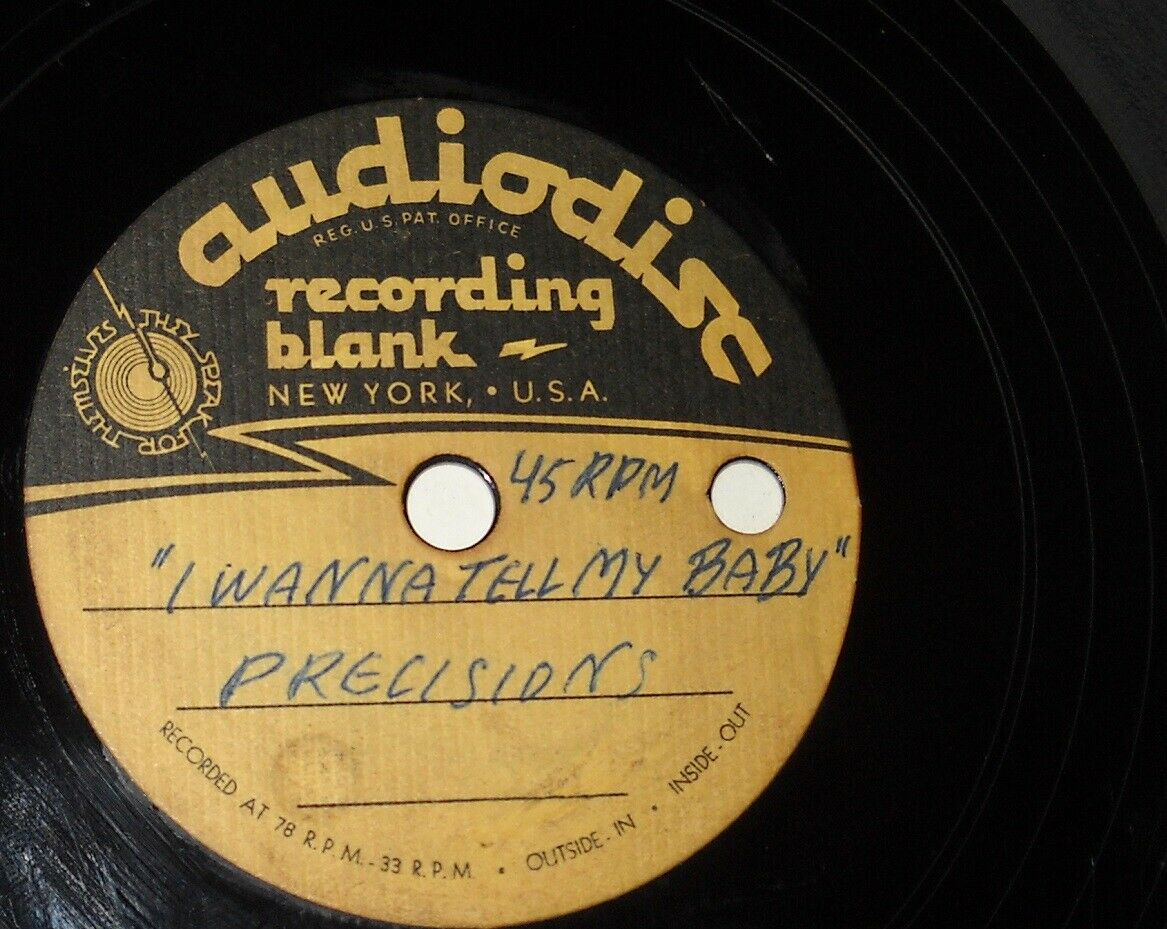 audiodisc
REG. U.S. PAT. OFFICE
recording
blank
NEW YORK, • U.S.A.
THEY SPEAK FOR THEMSELVES
45 RPM
"I WANNA TELL MY BABY"
PRECISIONS
RECORDED AT 78 R.P.M. - 33 R.P.M. • OUTSIDE - IN • INSIDE - OUT